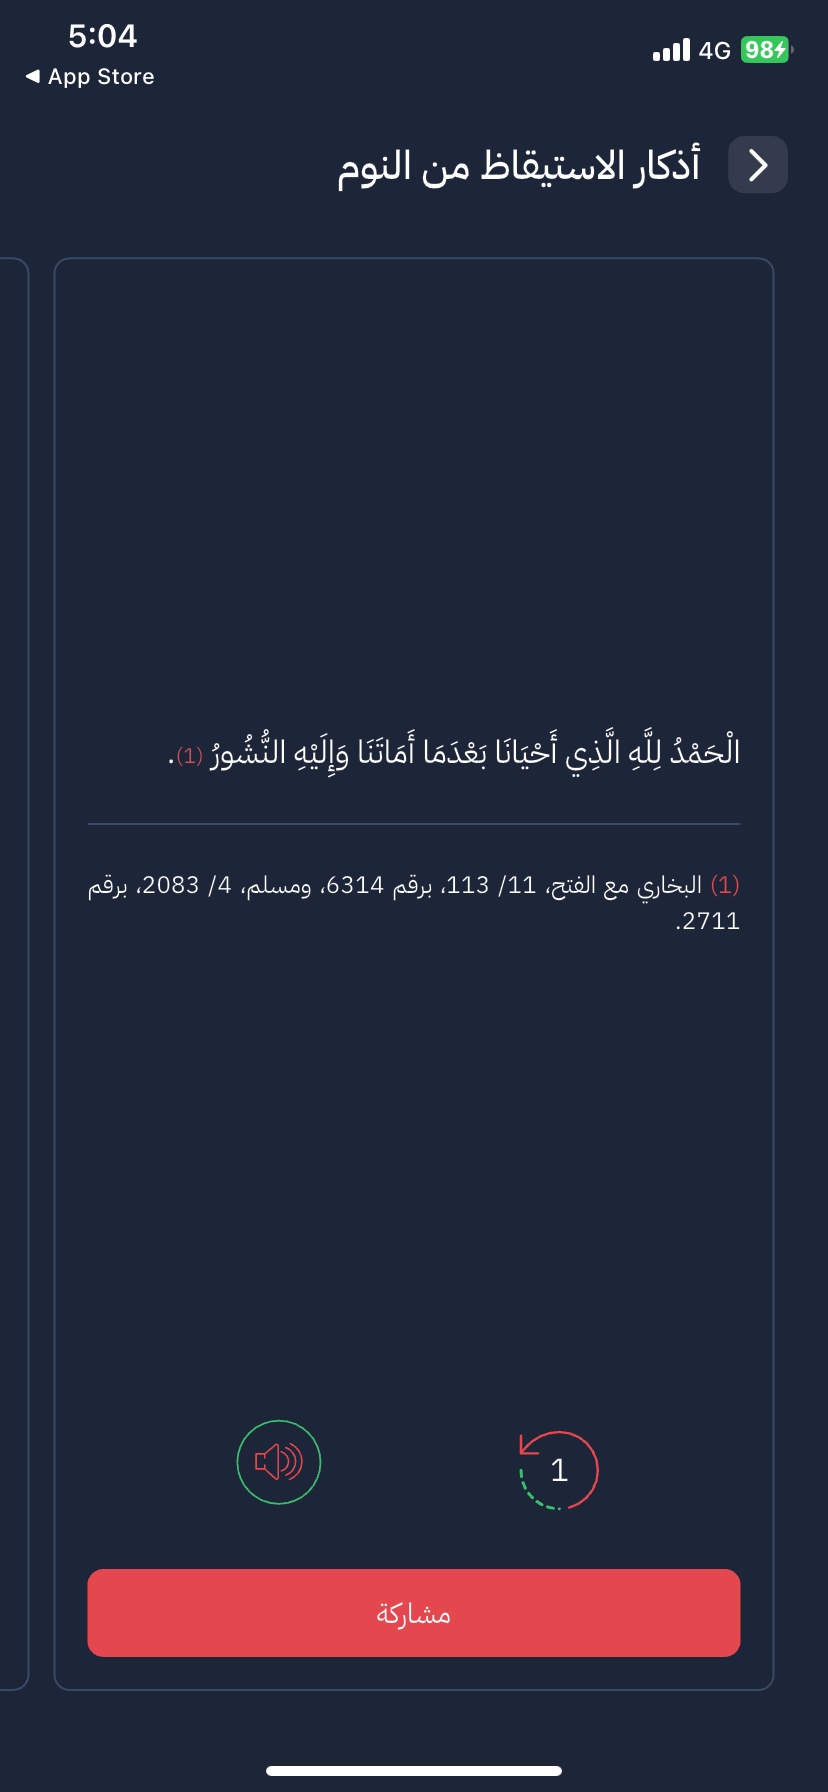 5:04
4G 98
◀ App Store
أذكار الاستيقاظ من النوم
الْحَمْدُ لِلَّهِ الَّذِي أَحْيَانَا بَعْدَمَا أَمَاتَنَا وَإِلَيْهِ النُّشُورُ (1).
(1) البخاري مع الفتح، 11/ 113، برقم 6314، ومسلم، 4/ 2083، برقم
2711.
1
مشاركة